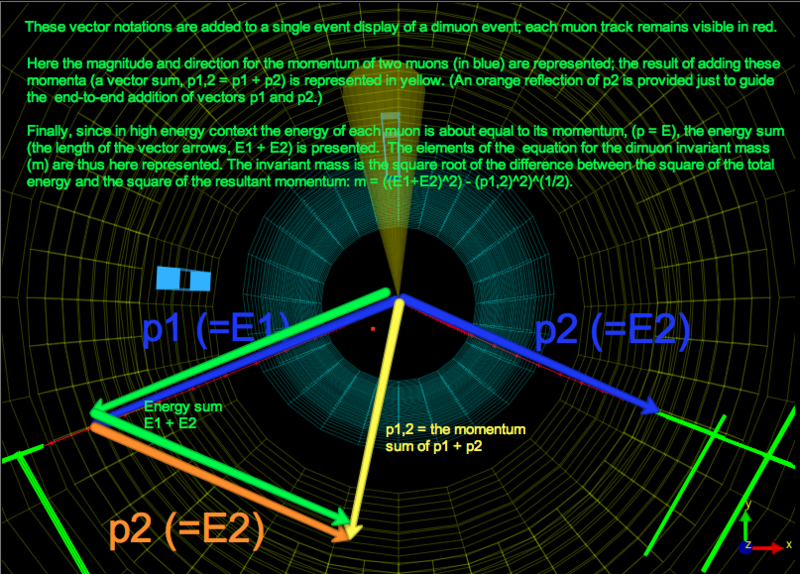 These vector notations are added to a single event display of a dimuon event; each muon track remains visible in red.
Here the magnitude and direction for the momentum of two muons (in blue) are represented; the result of adding these
momenta (a vector sum, p1,2 = p1 + p2) is represented in yellow. (An orange reflection of p2 is provided just to guide
the end-to-end addition of vectors p1 and p2.)
Finally, since in high energy context the energy of each muon is about equal to its momentum, (p = E), the energy sum
(the length of the vector arrows, E1 + E2) is presented. The elements of the equation for the dimuon invariant mass
(m) are thus here represented. The invariant mass is the square root of the difference between the square of the total
energy and the square of the resultant momentum: m = ((E1+E2)^2) - (p1,2)^2)^(1/2).
p1 (=E1)
p2 (=E2)
Energy sum
E1 + E2
p1,2 = the momentum
sum of p1 + p2
p2 (=E2)
y
z
x